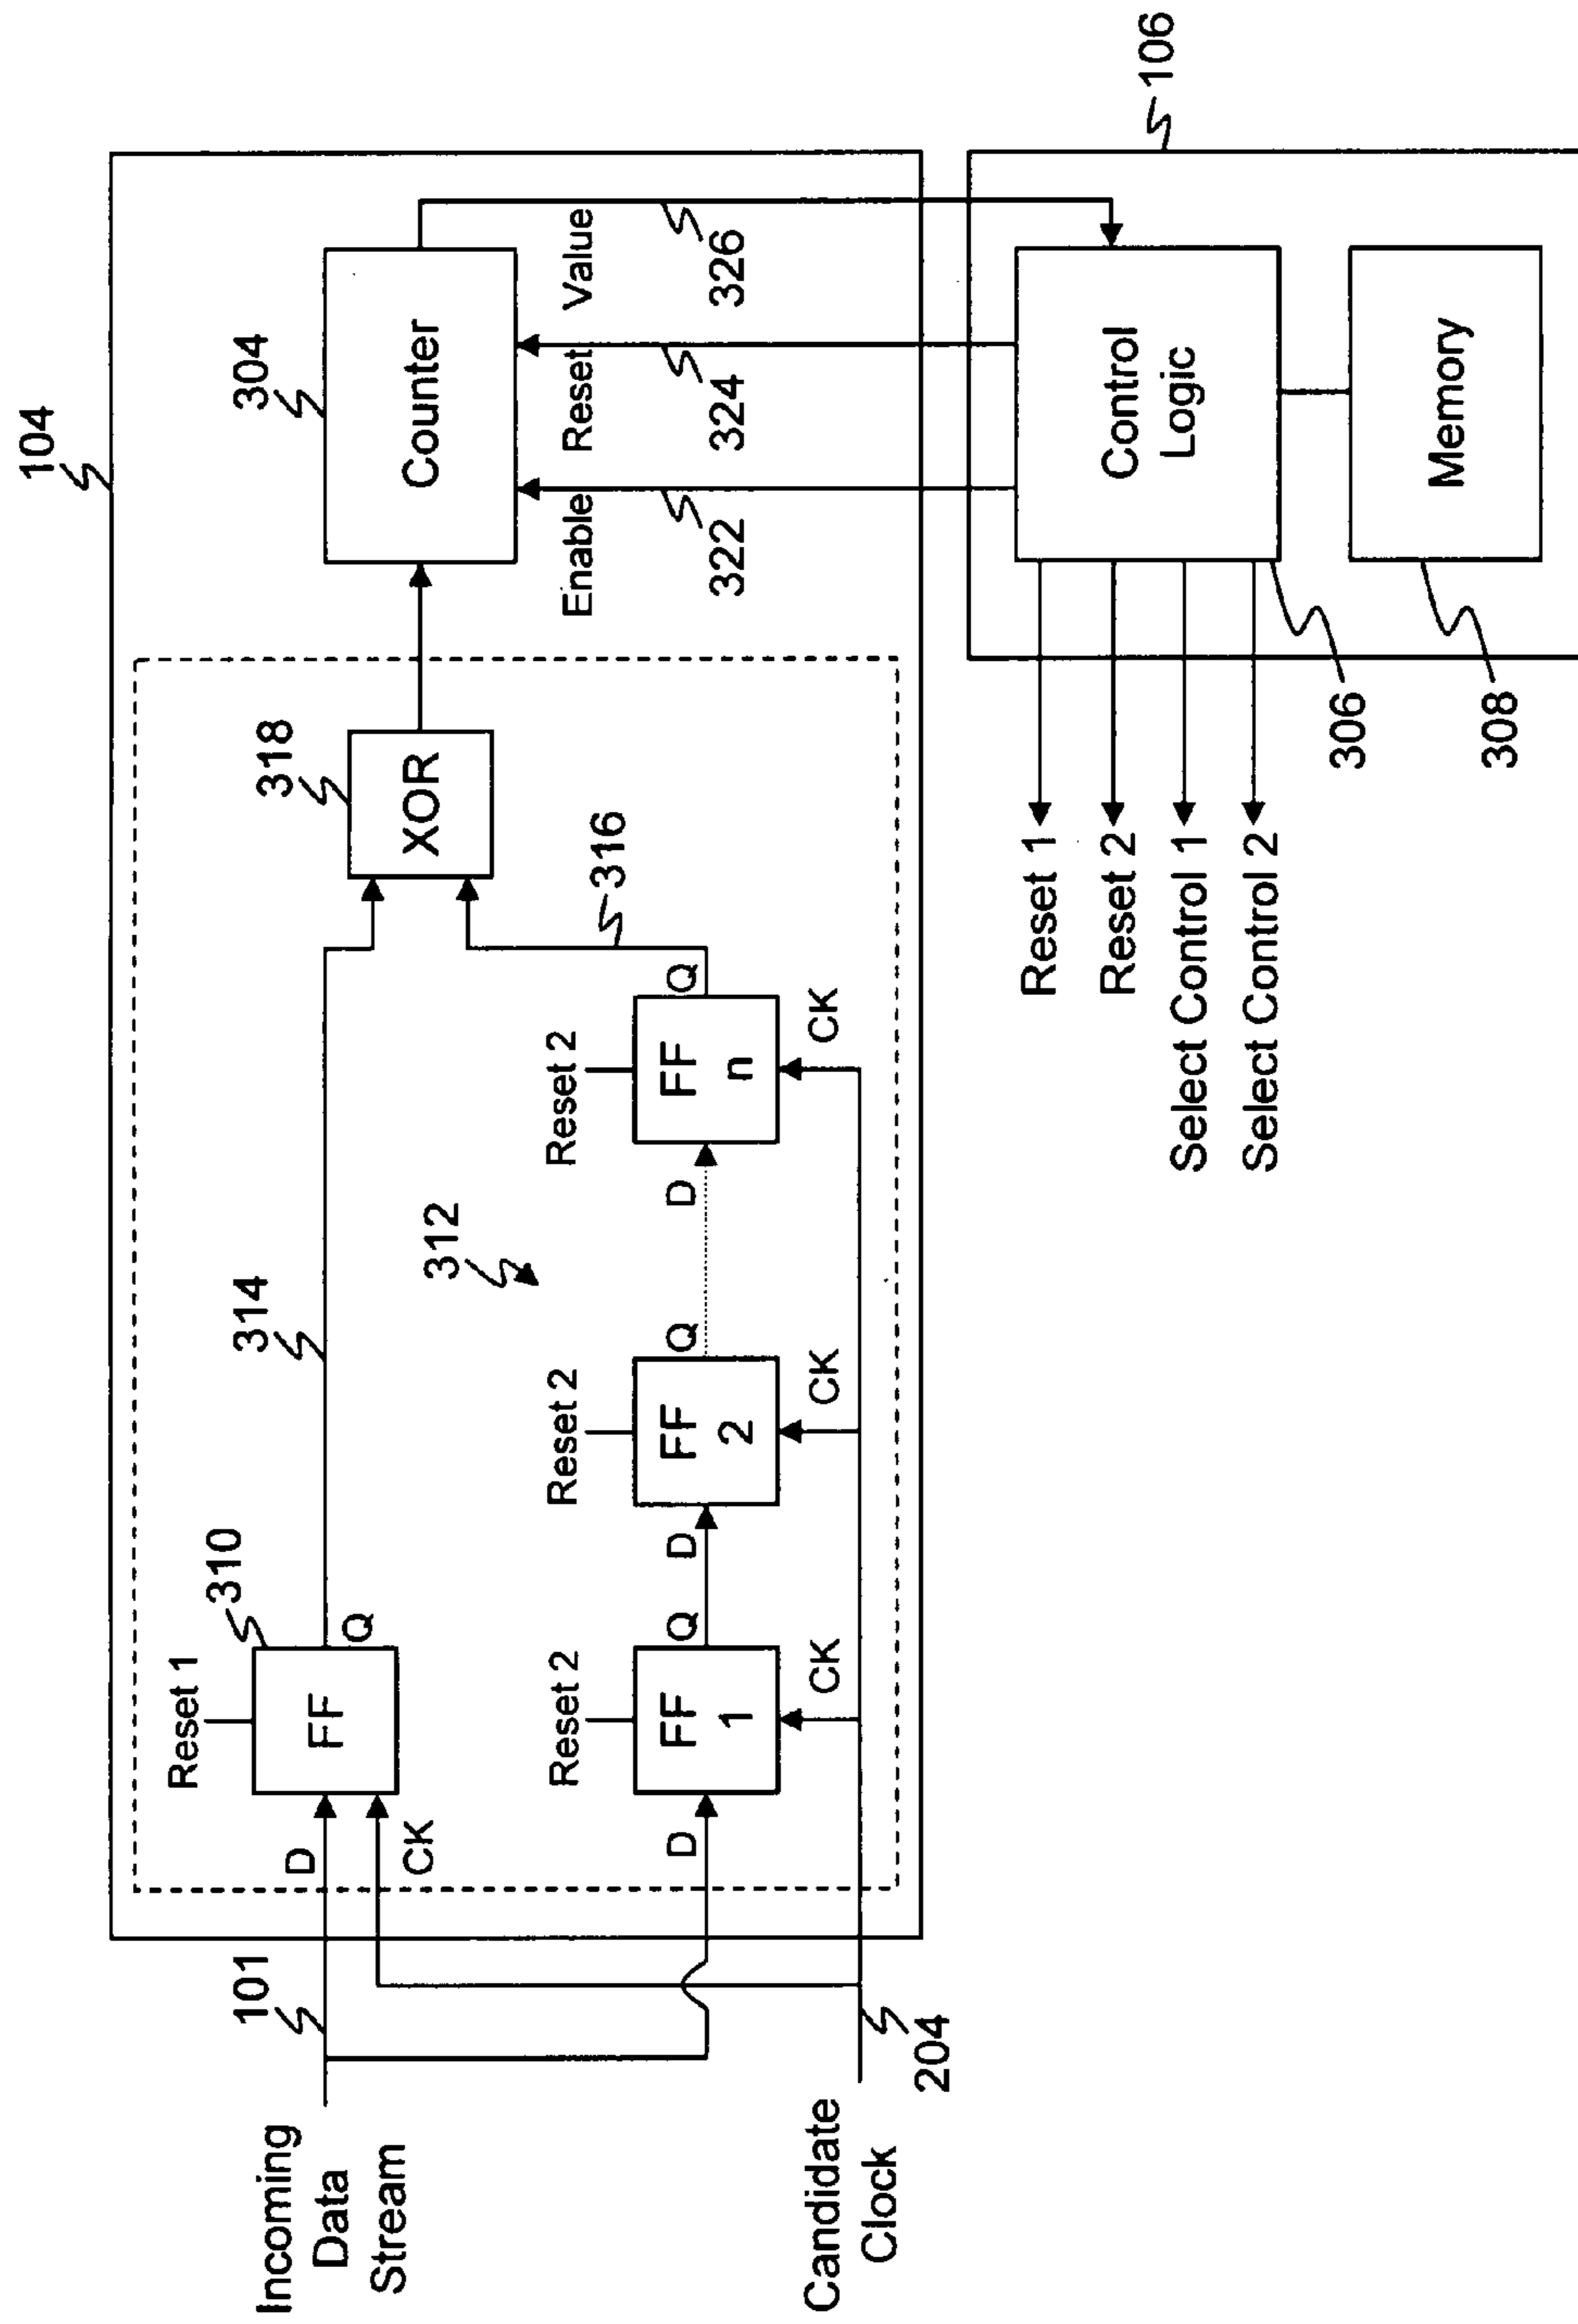 104
304
Counter
318
XOR
Enable
Reset
Value
322
324
326
106
314
310
Reset 1
FF
Q
D
CK
101
Incoming
Data
Stream
312
316
Reset 2
FF
1
D
Q
CK
Reset 2
FF
2
D
Q
CK
Reset 2
FF
n
D
Q
CK
Candidate
Clock
204
Control
Logic
Memory
306
308
Reset 1
Reset 2
Select Control 1
Select Control 2